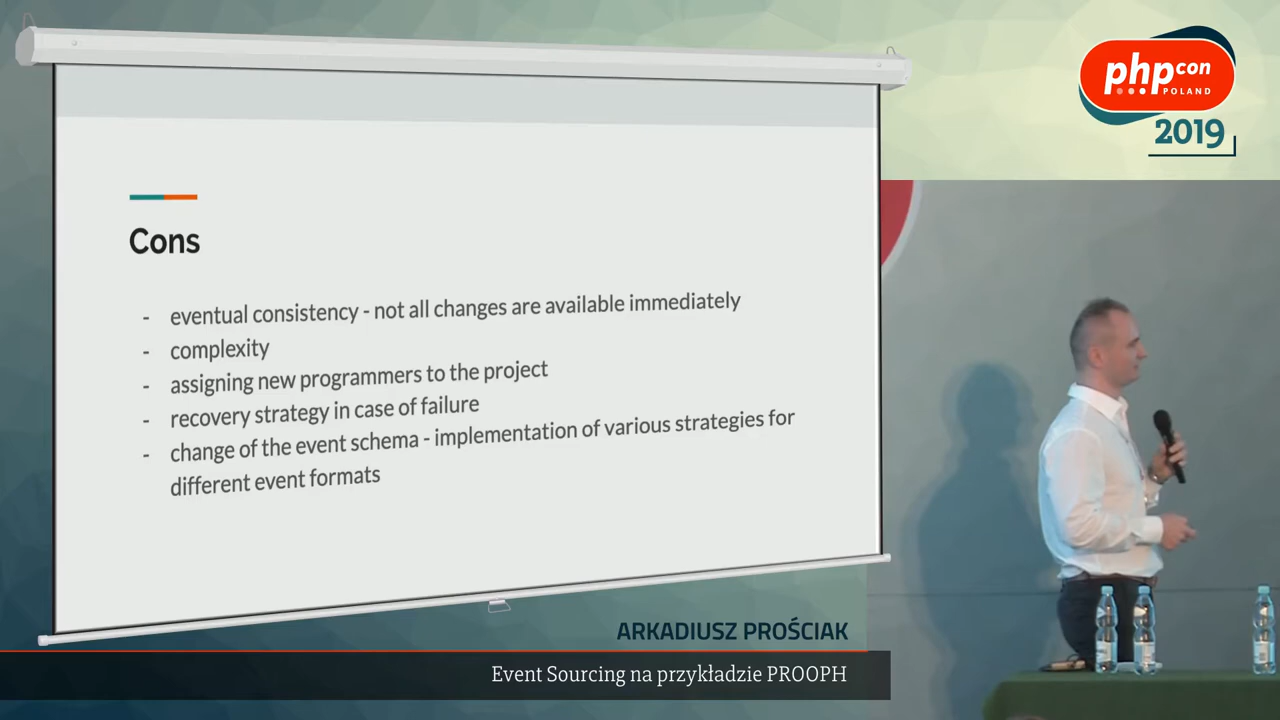 phpcon
POLAND
2019
Cons
- eventual consistency - not all changes are available immediately
- complexity
- assigning new programmers to the project
- recovery strategy in case of failure
- change of the event schema - implementation of various strategies for
different event formats
ARKADIUSZ PROŚCIAK
Event Sourcing na przykładzie PROOPH